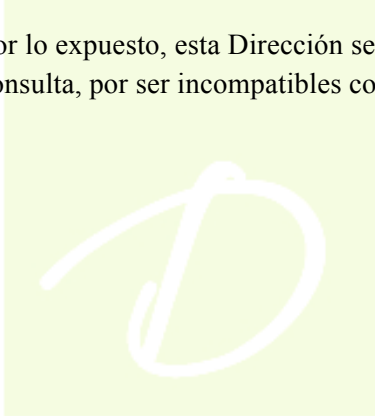 or lo expuesto, esta Dirección se
onsulta, por ser incompatibles co
D